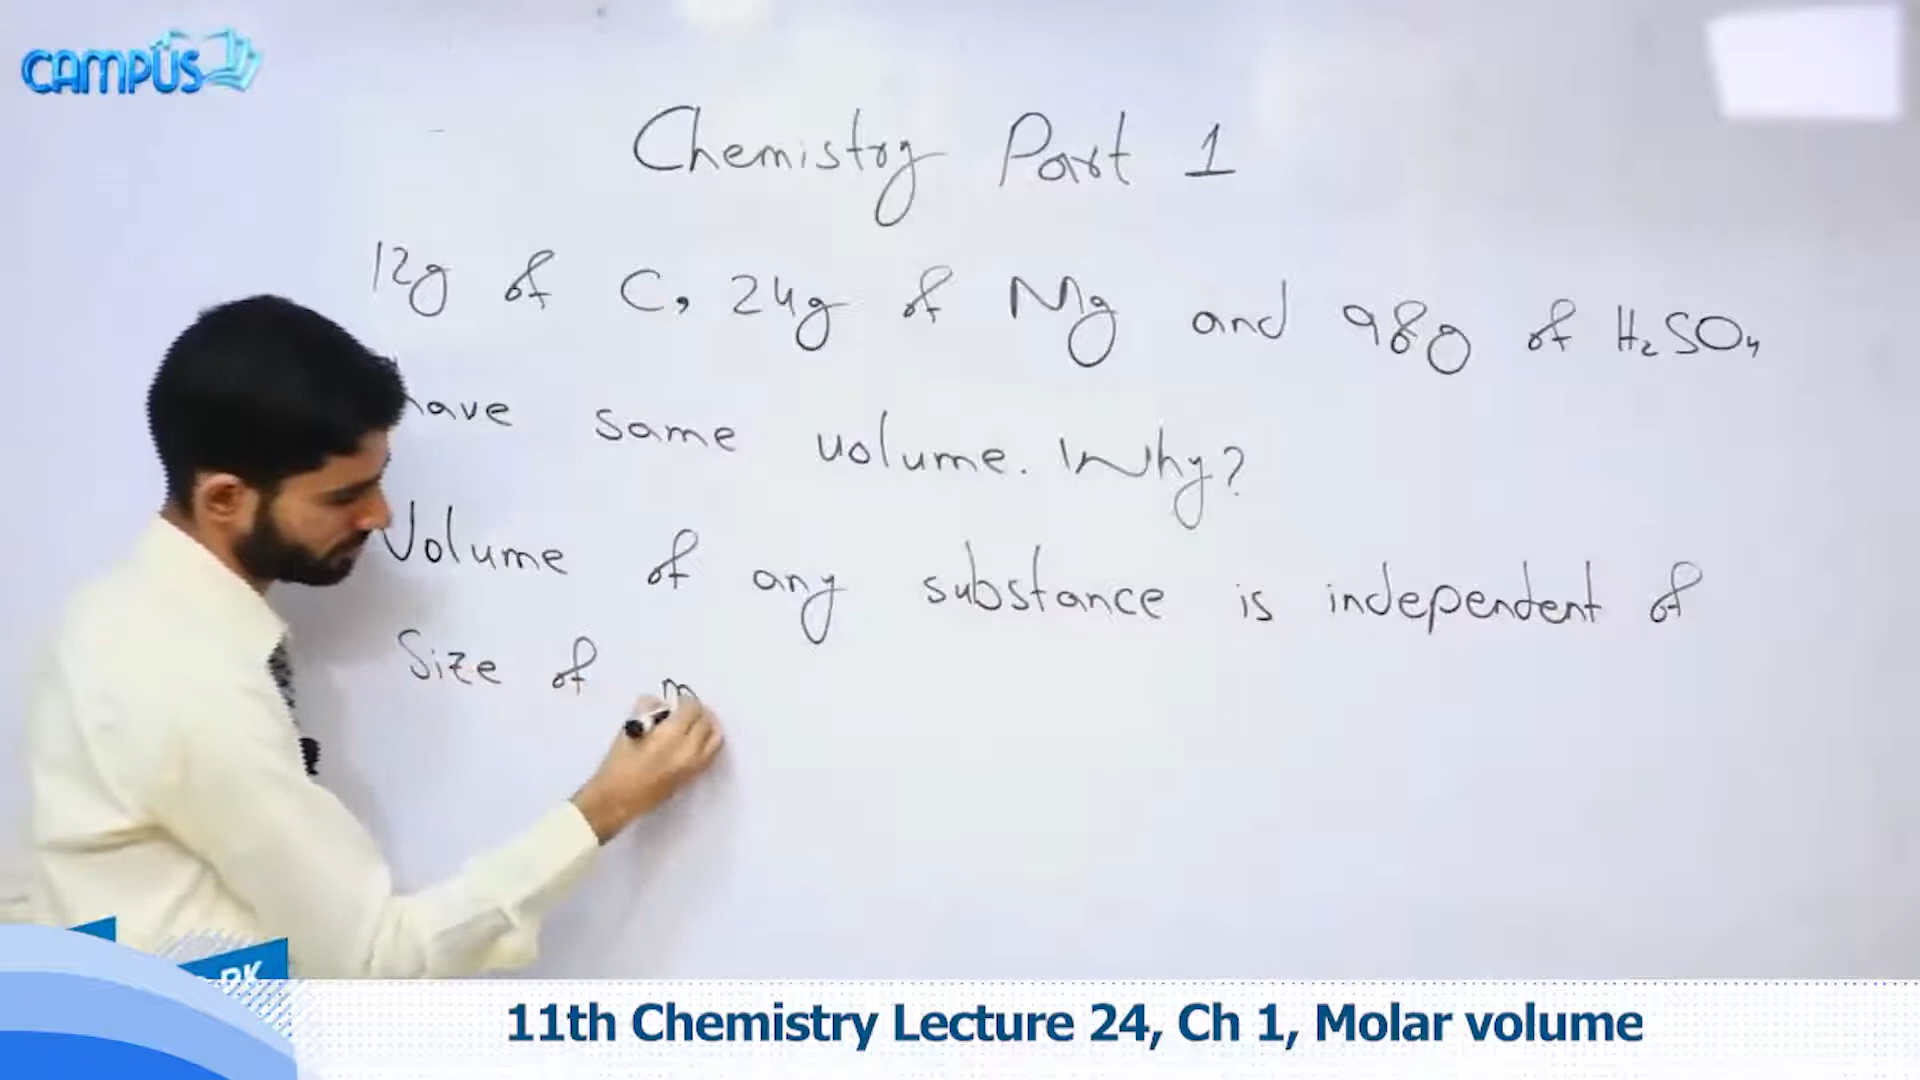 CAMPUS
Chemistry Part 1
12g of C, 24g of Mg and 98g of H₂SO₄
have same volume. Why?
Volume of any substance is independent of
Size of
11th Chemistry Lecture 24, Ch 1, Molar volume